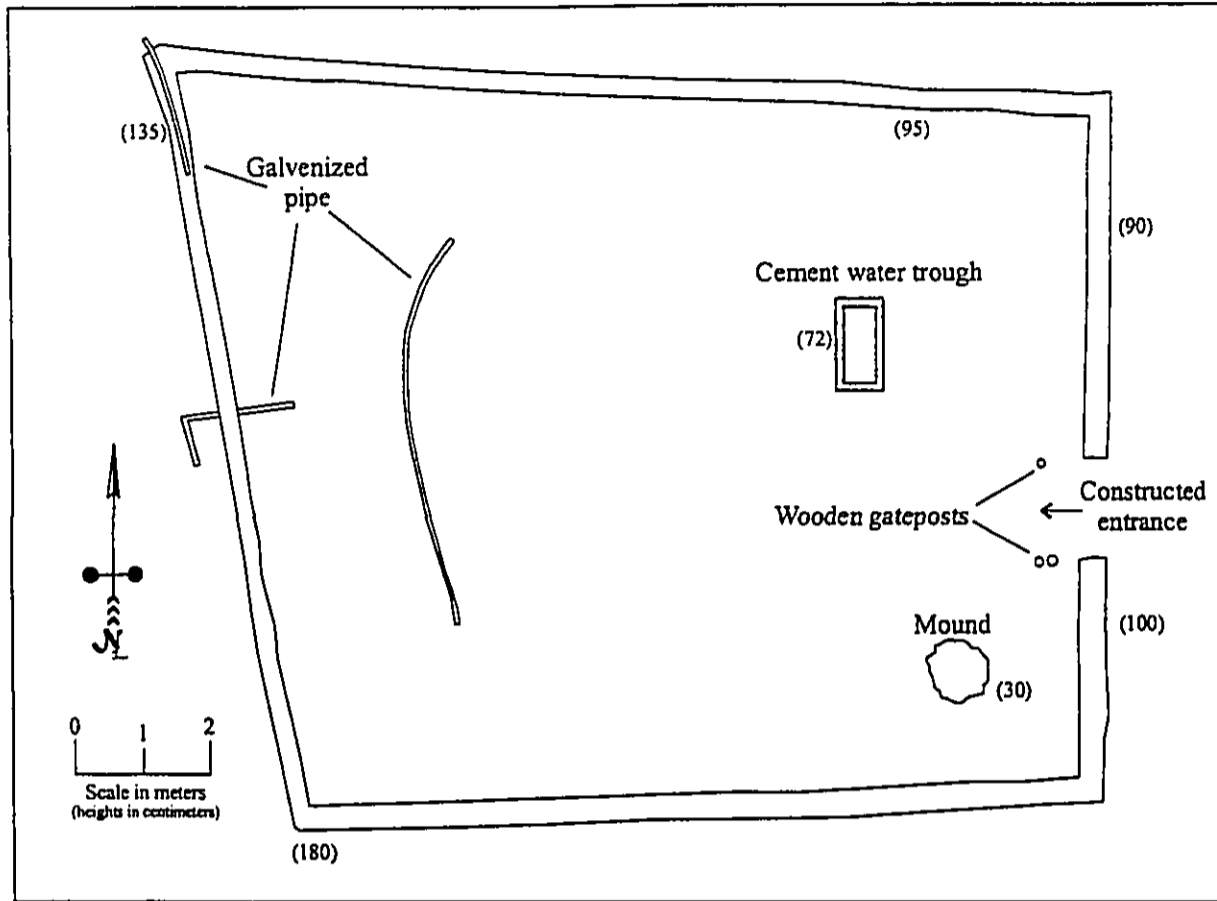 (135)
Galvenized
pipe
(95)
(90)
Cement water trough
(72)
Wooden gateposts
Constructed
entrance
Mound
(30)
(100)
N
0 1 2
Scale in meters
(heights in centimeters)
(180)